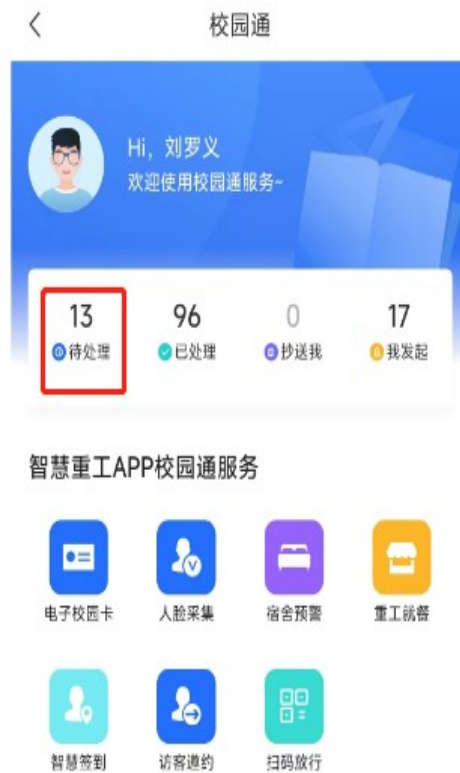 校园通
Hi，刘罗义
欢迎使用校园通服务~
13 96 0 17
待处理 已处理 抄送我 我发起
智慧重工APP校园通服务
电子校园卡 人脸采集 宿舍预警 重工就餐
智慧签到 访客邀约 扫码放行